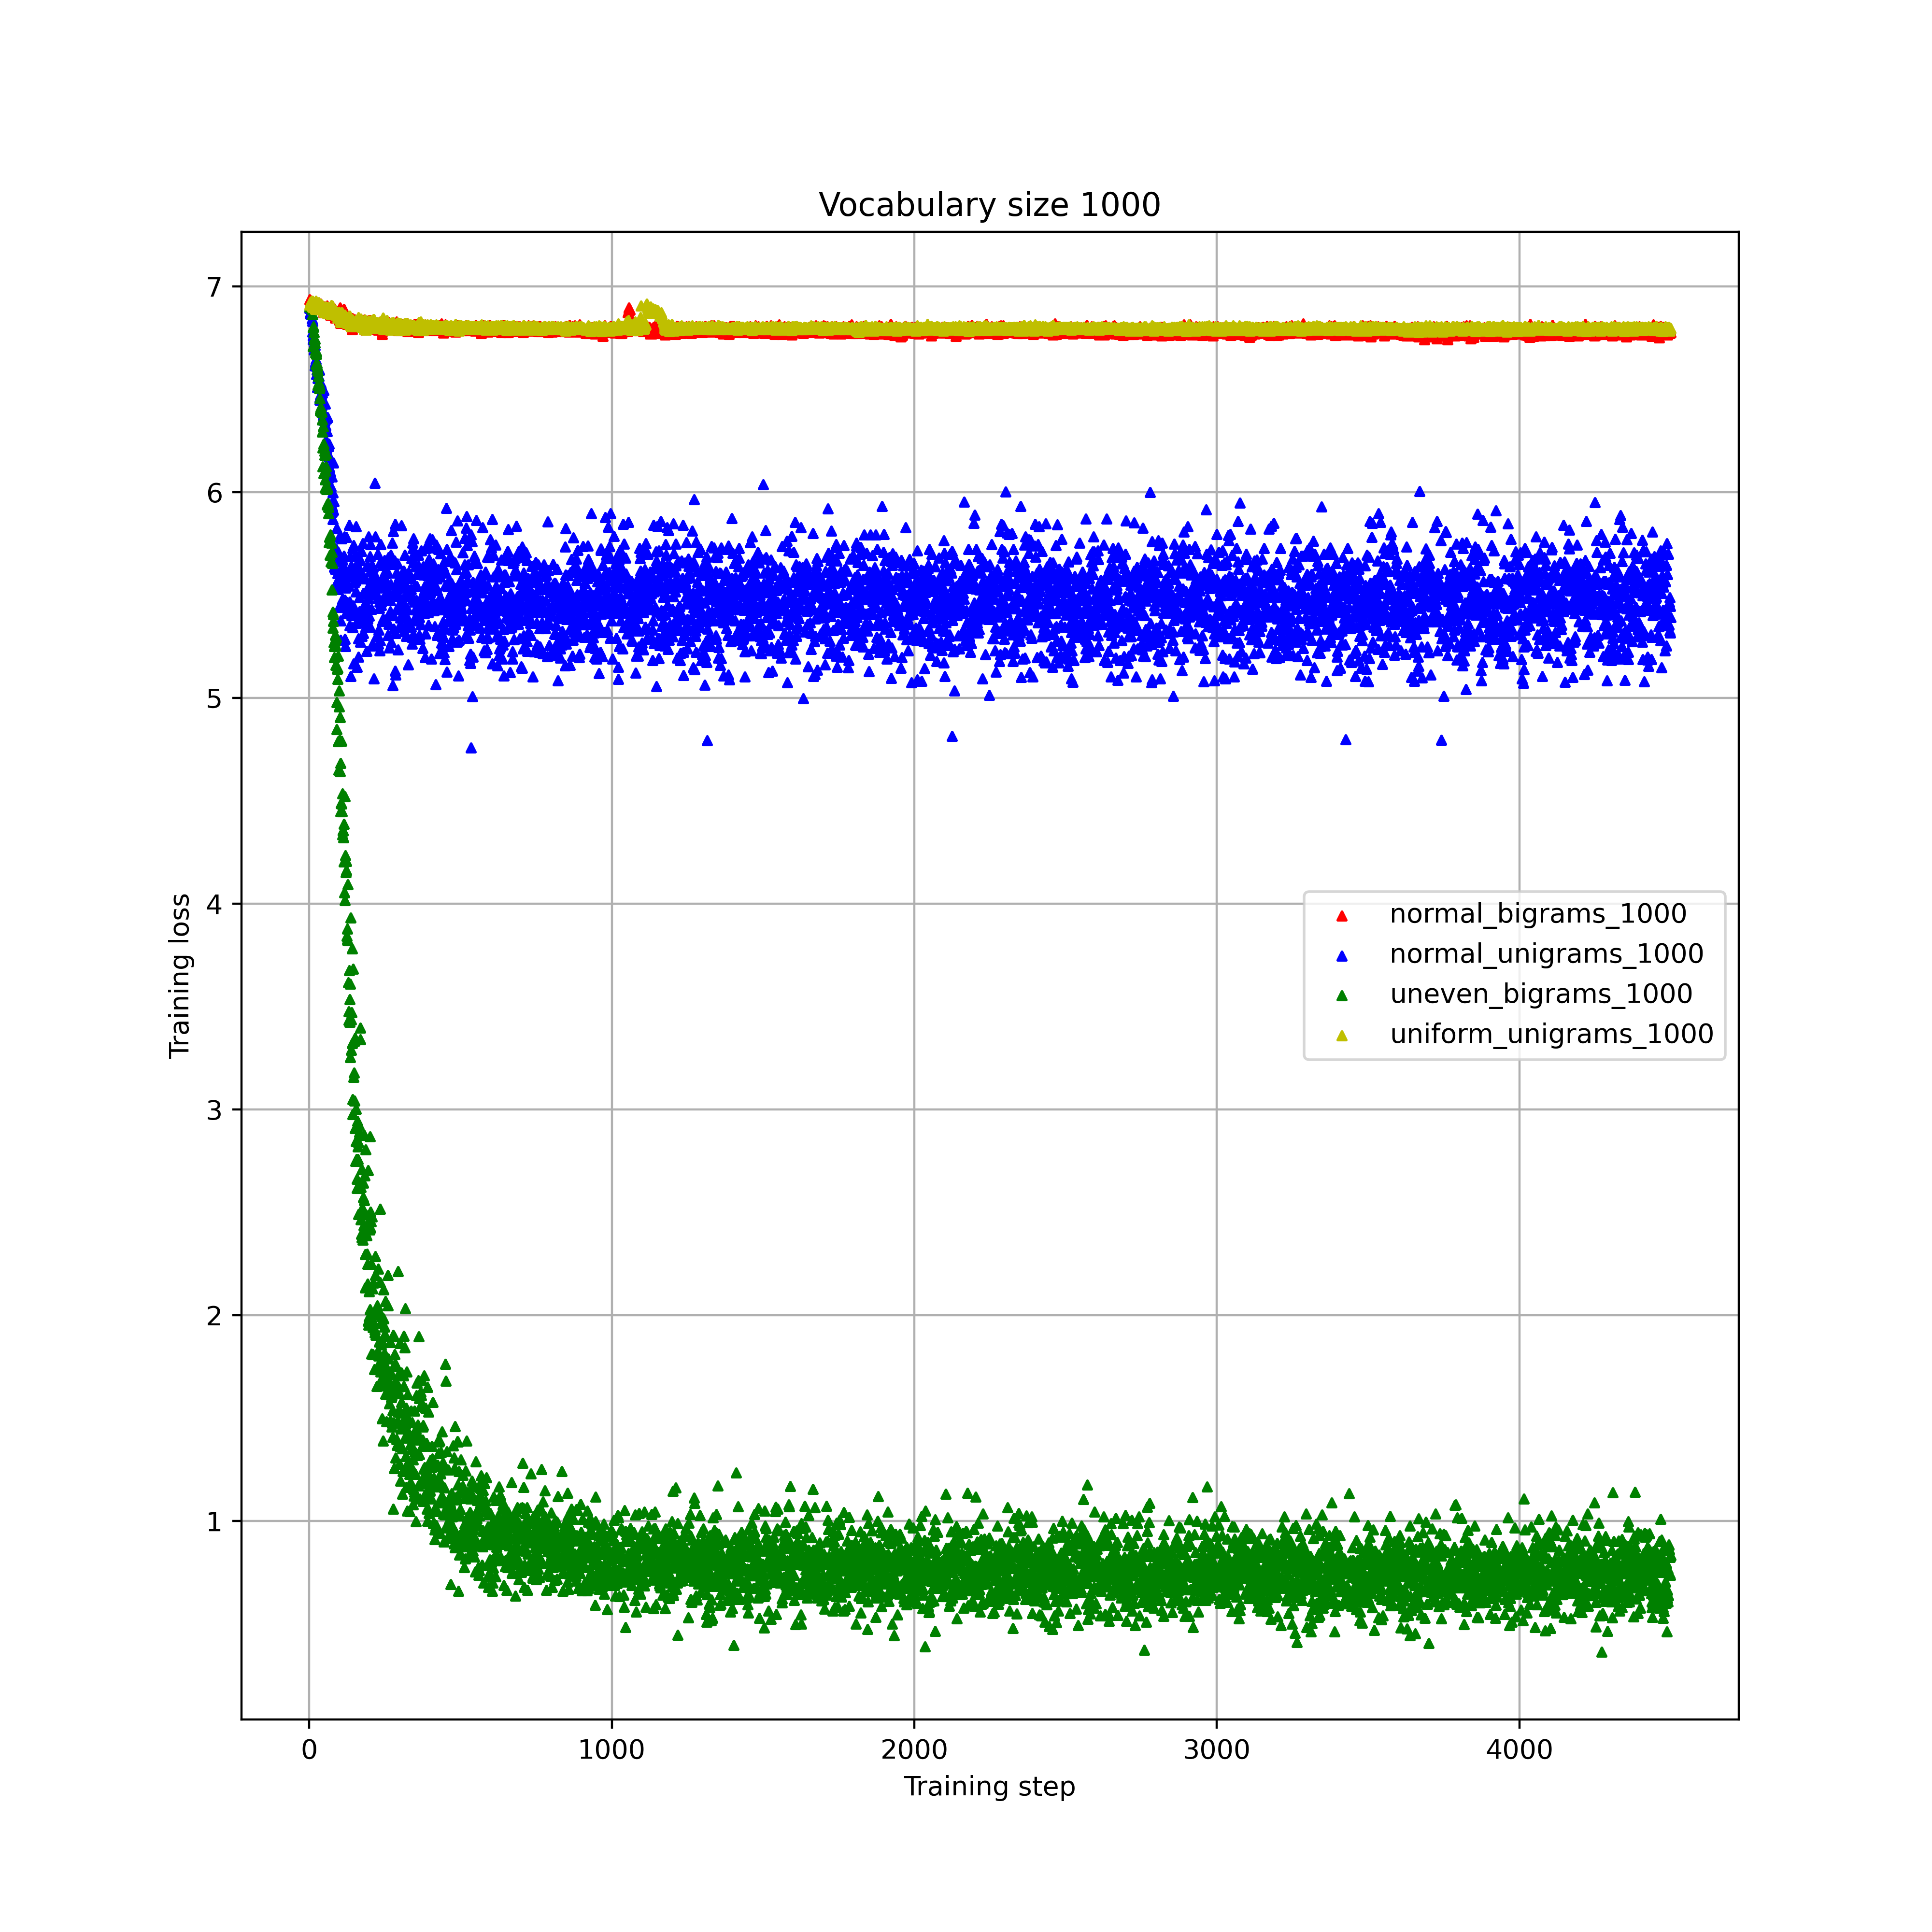 Vocabulary size 1000
7
6
5
4
3
2
1
Training loss
normal_bigrams_1000
normal_unigrams_1000
uneven_bigrams_1000
uniform_unigrams_1000
0 1000 2000 3000 4000
Training step